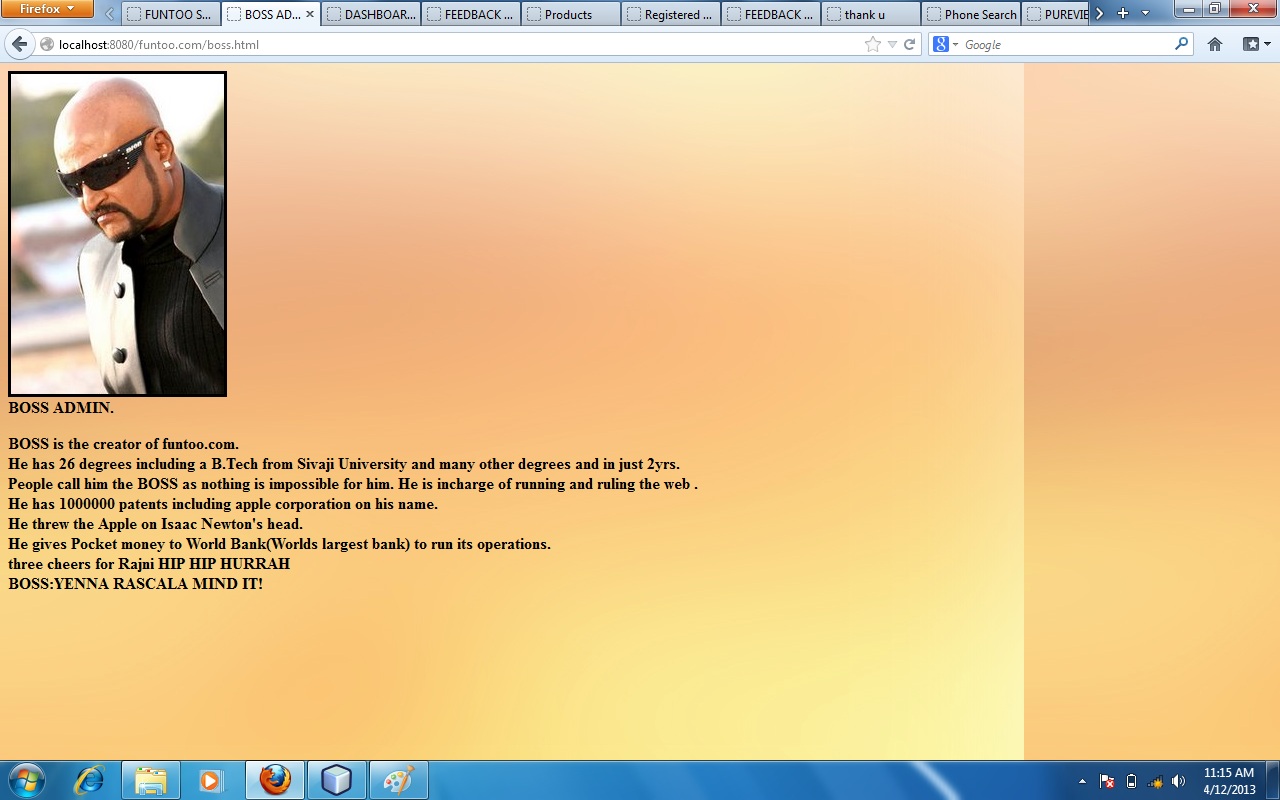 Firefox
FUNTOO S...
BOSS AD...
DASHBOAR...
FEEDBACK ...
Products
Registered ...
FEEDBACK ...
thank u
Phone Search
PUREVIE
localhost:8080/funtoo.com/boss.html
Google
BOSS ADMIN.
BOSS is the creator of funtoo.com.
He has 26 degrees including a B.Tech from Sivaji University and many other degrees and in just 2yrs.
People call him the BOSS as nothing is impossible for him. He is incharge of running and ruling the web .
He has 1000000 patents including apple corporation on his name.
He threw the Apple on Isaac Newton's head.
He gives Pocket money to World Bank(Worlds largest bank) to run its operations.
three cheers for Rajni HIP HIP HURRAH
BOSS:YENNA RASCALA MIND IT!
11:15 AM
4/12/2013